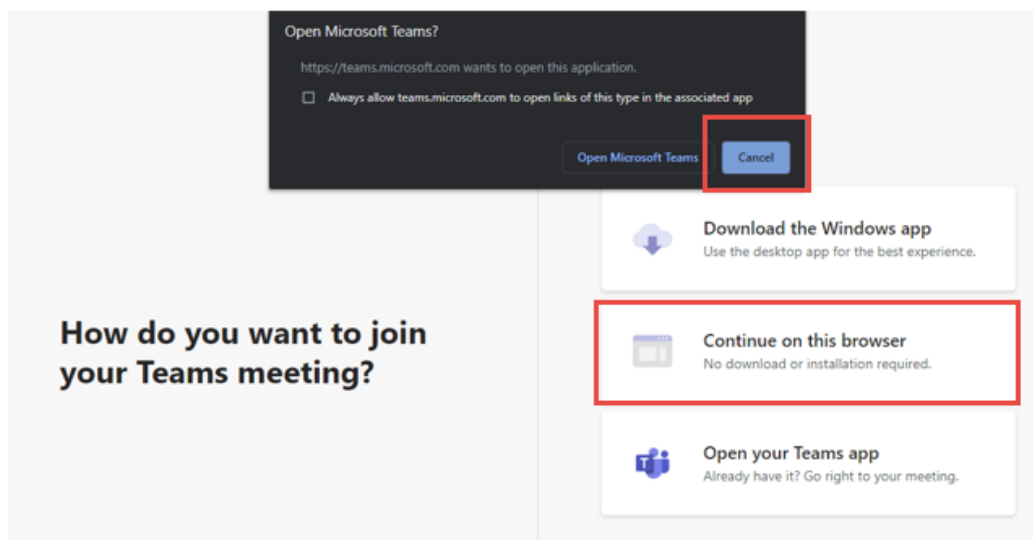 Open Microsoft Teams?
https://teams.microsoft.com wants to open this application.
Always allow teams.microsoft.com to open links of this type in the associated app
Open Microsoft Teams
Cancel
How do you want to join
your Teams meeting?
Download the Windows app
Use the desktop app for the best experience.
Continue on this browser
No download or installation required.
Open your Teams app
Already have it? Go right to your meeting.